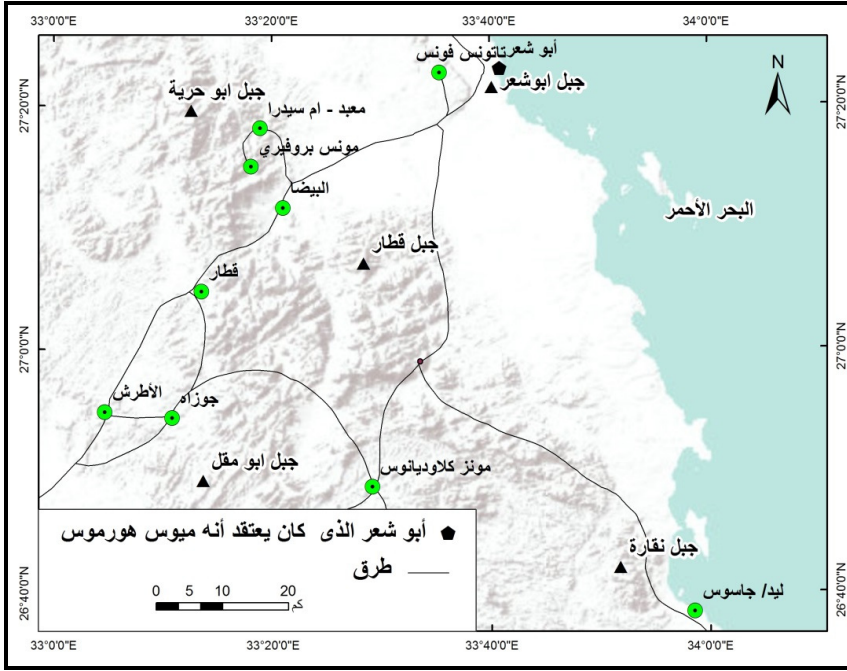 33°0'0"E 33°20'0"E 33°40'0"E 34°0'0"E
أبو شعر
تاتونس فونس
جبل ابوشعر
N
27°20'0"N
27°20'0"N
جبل ابو حرية
معبد - ام سيدرا
مونس بروفيري
البيضا
البحر الأحمر
جبل قطار
قطار
27°0'0"N
27°0'0"N
الأطرش
جوزاه
جبل ابو مقل
مونز كلاوديانوس
أبو شعر الذى كان يعتقد أنه ميوس هورموس
طرق
0 5 10 20
كم
جبل نقارة
ليد/ جاسوس
26°40'0"N
26°40'0"N
33°0'0"E 33°20'0"E 33°40'0"E 34°0'0"E